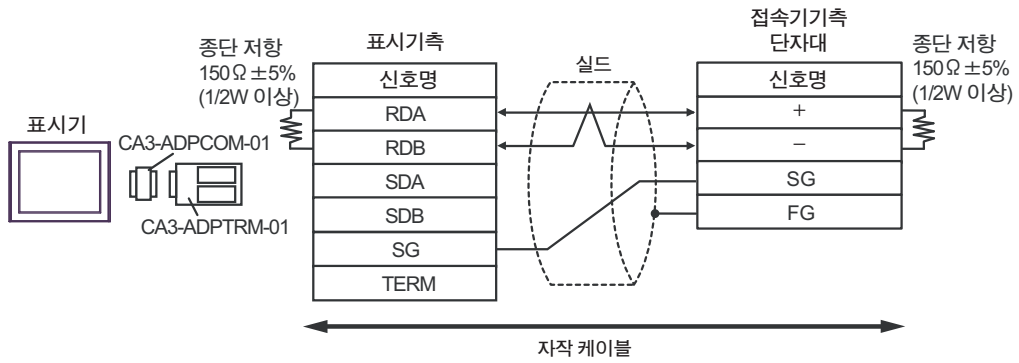 종단 저항
150Ω±5%
(1/2W 이상)
표시기
CA3-ADPCOM-01
CA3-ADPTRM-01
표시기측
신호명
RDA
RDB
SDA
SDB
SG
TERM
실드
접속기기측
단자대
신호명
+
−
SG
FG
종단 저항
150Ω±5%
(1/2W 이상)
자작 케이블